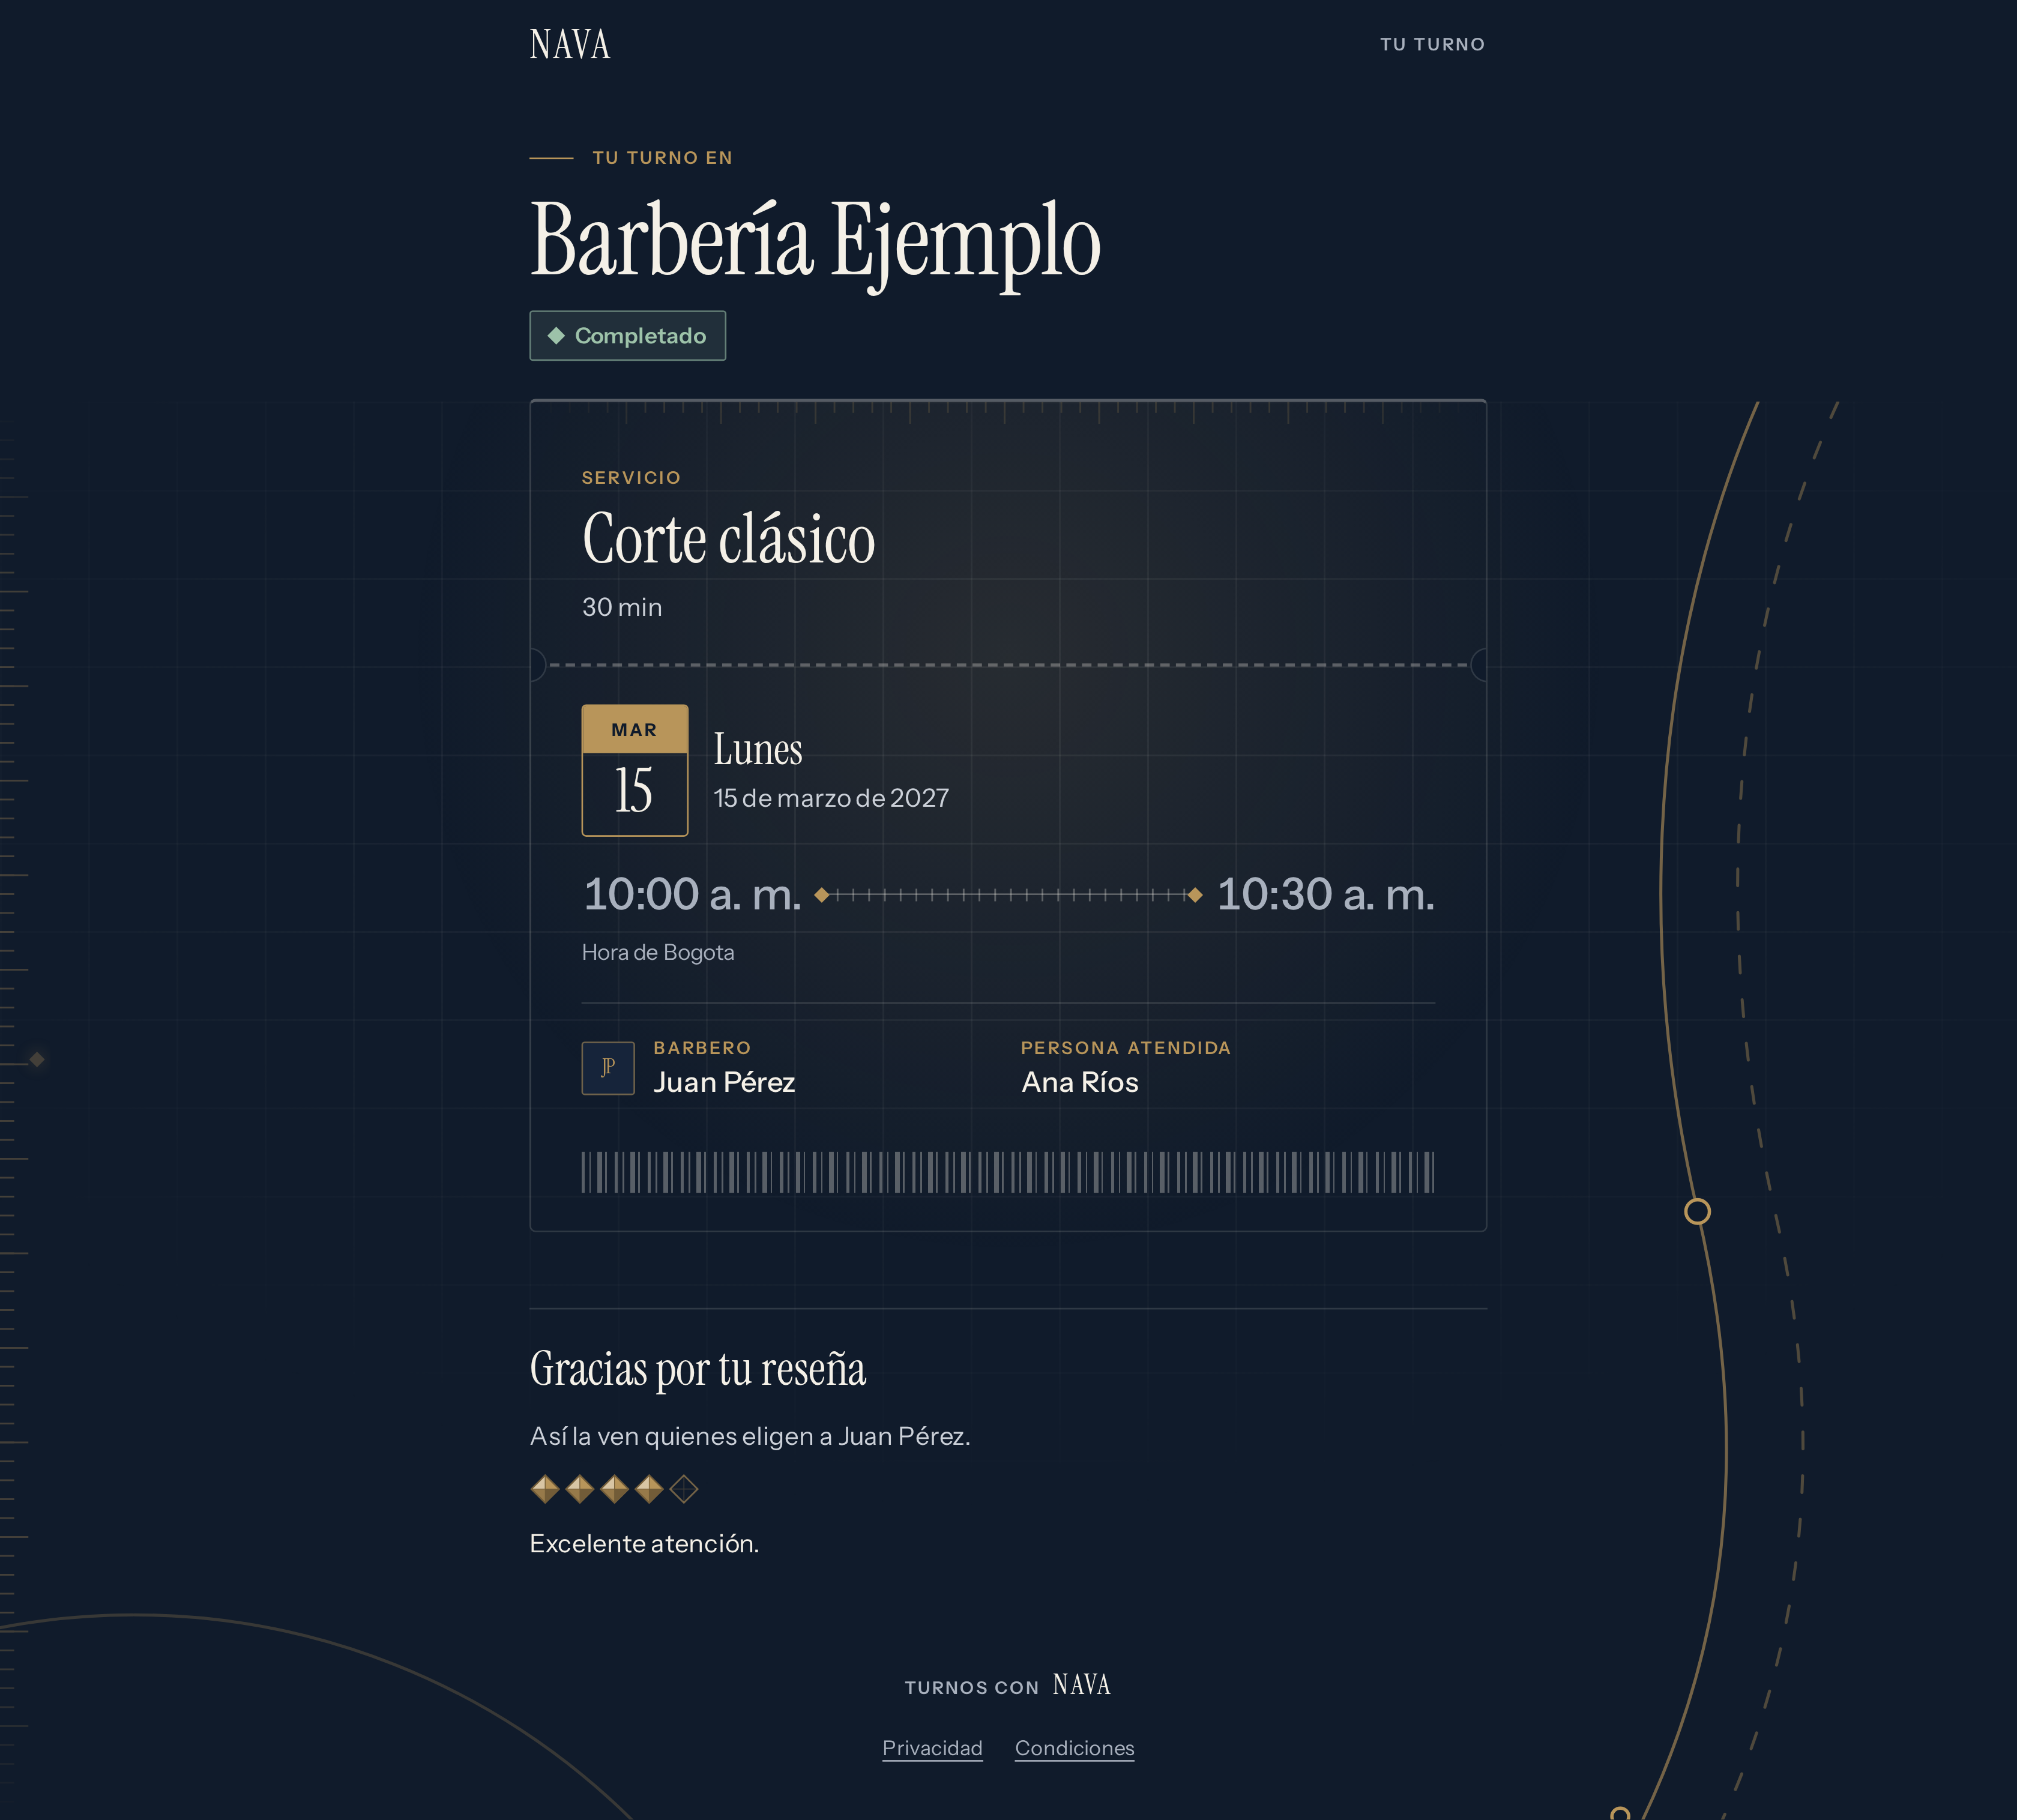 NAVA
TU TURNO
TU TURNO EN
Barbería Ejemplo
Completado
SERVICIO
Corte clásico
30 min
MAR
15
Lunes
15 de marzo de 2027
10:00 a. m.
10:30 a. m.
Hora de Bogota
JP
BARBERO
Juan Pérez
PERSONA ATENDIDA
Ana Ríos
Gracias por tu reseña
Así la ven quienes eligen a Juan Pérez.
Excelente atención.
TURNOS CON NAVA
Privacidad
Condiciones